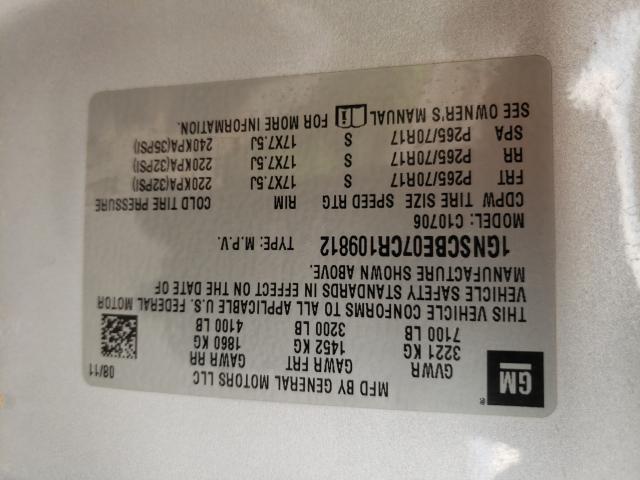 MFD BY GENERAL MOTORS LLC 08/11
GM ®
GVWR GAWR FRT GAWR RR
3221 KG 1452 KG 1860 KG
7100 LB 3200 LB 4100 LB
THIS VEHICLE CONFORMS TO ALL APPLICABLE U.S. FEDERAL MOTOR
VEHICLE SAFETY STANDARDS IN EFFECT ON THE DATE OF
MANUFACTURE SHOWN ABOVE.
1GNSCBE07CR109812 TYPE: M.P.V.
MODEL: C10706
CDPW TIRE SIZE SPEED RTG RIM COLD TIRE PRESSURE
FRT P265/70R17 S 17X7.5J 220KPA(32PSI)
RR P265/70R17 S 17X7.5J 220KPA(32PSI)
SPA P265/70R17 S 17X7.5J 240KPA(35PSI)
SEE OWNER'S MANUAL FOR MORE INFORMATION.